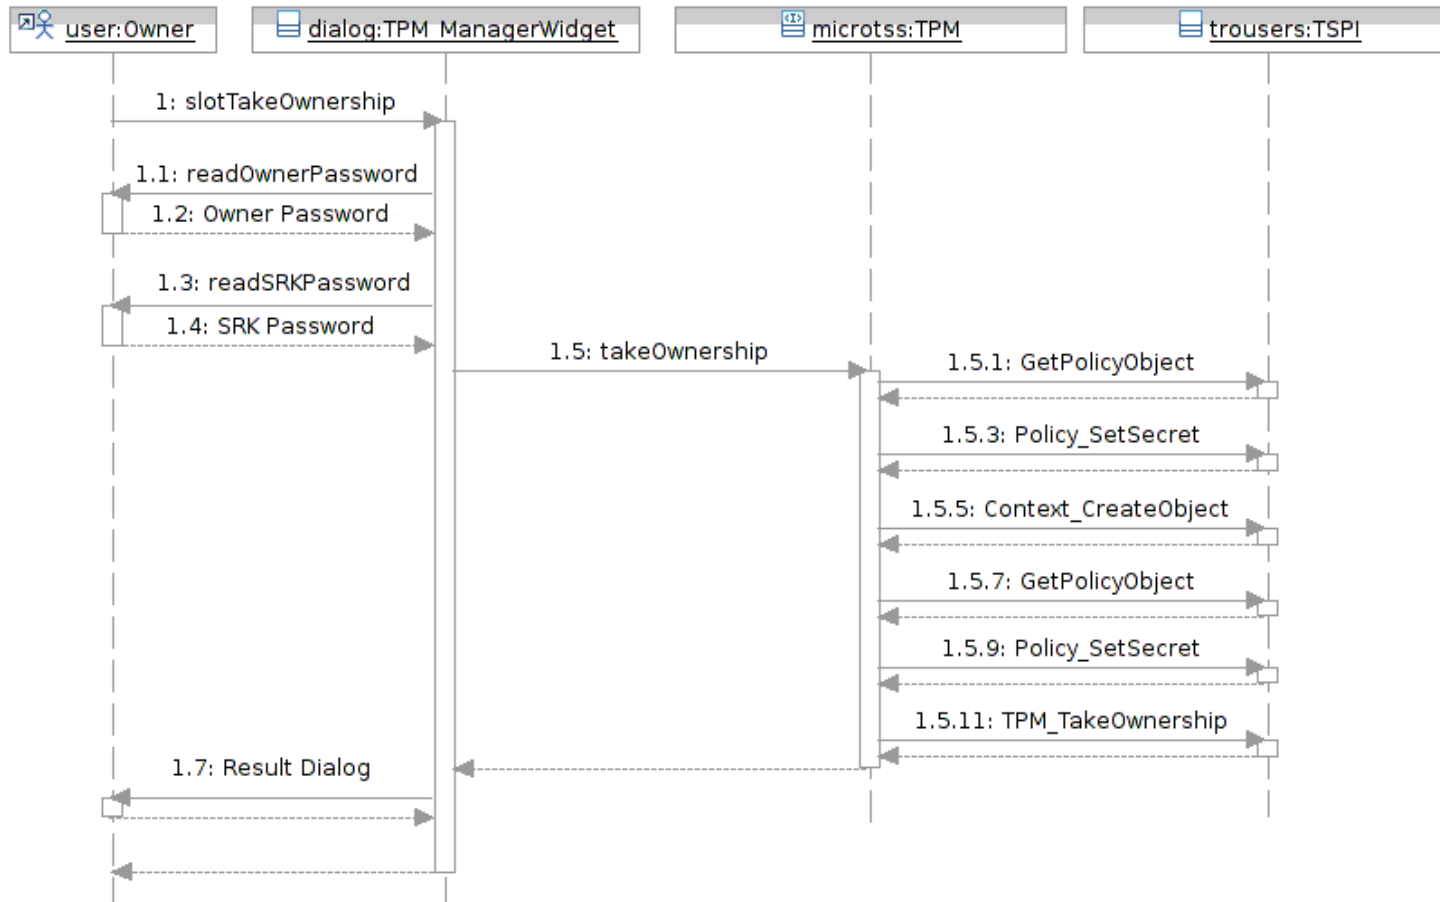 user:Owner
dialog:TPM_ManagerWidget
microtss:TPM
trousers:TSPI
1: slotTakeOwnership
1.1: readOwnerPassword
1.2: Owner Password
1.3: readSRKPassword
1.4: SRK Password
1.5: takeOwnership
1.5.1: GetPolicyObject
1.5.3: Policy_SetSecret
1.5.5: Context_CreateObject
1.5.7: GetPolicyObject
1.5.9: Policy_SetSecret
1.5.11: TPM_TakeOwnership
1.7: Result Dialog